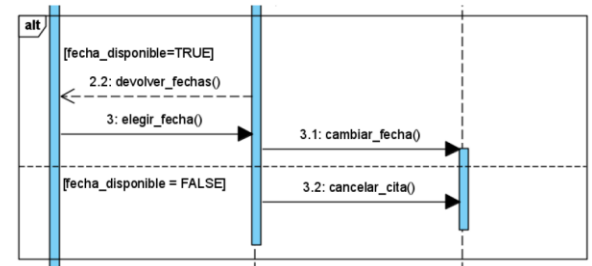 alt
[fecha_disponible=TRUE]
2.2: devolver_fechas()
3: elegir_fecha()
3.1: cambiar_fecha()
[fecha_disponible = FALSE]
3.2: cancelar_cita()